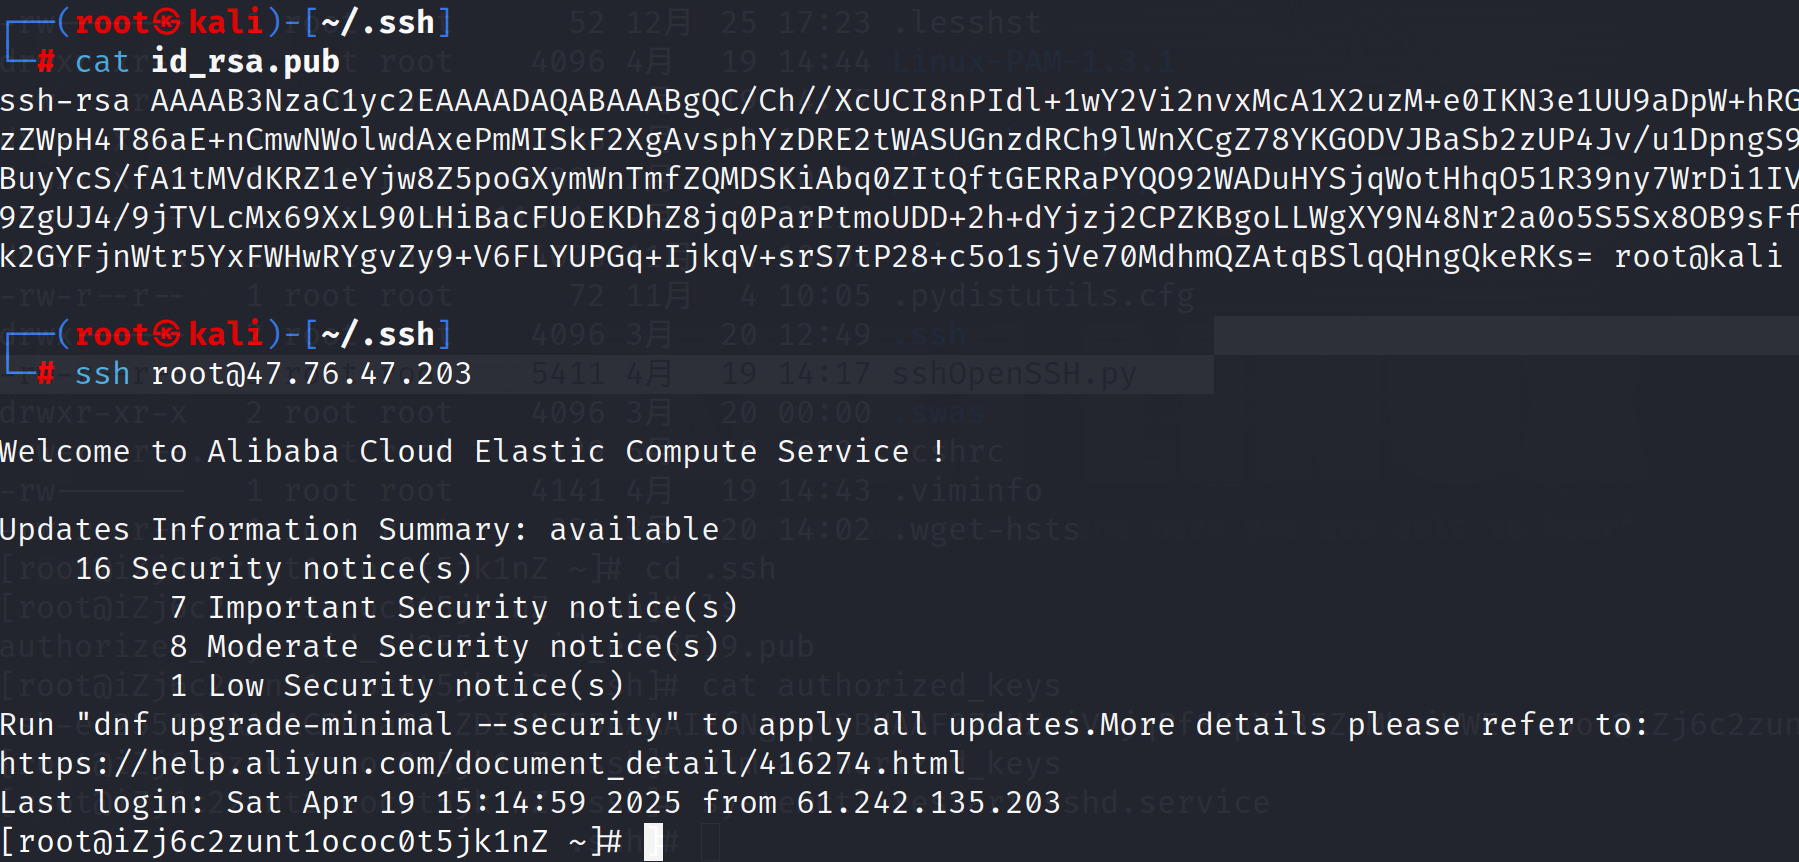 ┌──(root㉿kali)-[~/.ssh]
└─# cat id_rsa.pub
ssh-rsa AAAAB3NzaC1yc2EAAAADAQABAAABgQC/Ch//XcUCI8nPIdl+1wY2Vi2nvxMcA1X2uzM+e0IKN3e1UU9aDpW+hRG
zZWpH4T86aE+nCmwNWolwdAxePmMISkF2XgAvsphYzDRE2tWASUGnzdRCh9lWnXCgZ78YKGODVJBaSb2zUP4Jv/u1DpngS9
BuyYcS/fA1tMVdKRZ1eYjw8Z5poGXymWnTmfZQMDSKiAbq0ZItQftGERRaPYQO92WADuHYSjqWotHhqO51R39ny7WrDi1IV
9ZgUJ4/9jTVLcMx69XxL90LHiBacFUoEKDhZ8jq0ParPtmoUDD+2h+dYjzj2CPZKBgoLLWgXY9N48Nr2a0o5S5Sx8OB9sFf
k2GYFjnWtr5YxFWHwRYgvZy9+V6FLYUPGq+IjkqV+srS7tP28+c5o1sjVe70MdhmQZAtqBSlqQHngQkeRKs= root@kali
┌──(root㉿kali)-[~/.ssh]
└─# ssh root@47.76.47.203
Welcome to Alibaba Cloud Elastic Compute Service !
Updates Information Summary: available
16 Security notice(s)
7 Important Security notice(s)
8 Moderate Security notice(s)
1 Low Security notice(s)
Run "dnf upgrade-minimal --security" to apply all updates.More details please refer to:
https://help.aliyun.com/document_detail/416274.html
Last login: Sat Apr 19 15:14:59 2025 from 61.242.135.203
[root@iZj6c2zunt1ococ0t5jk1nZ ~]#